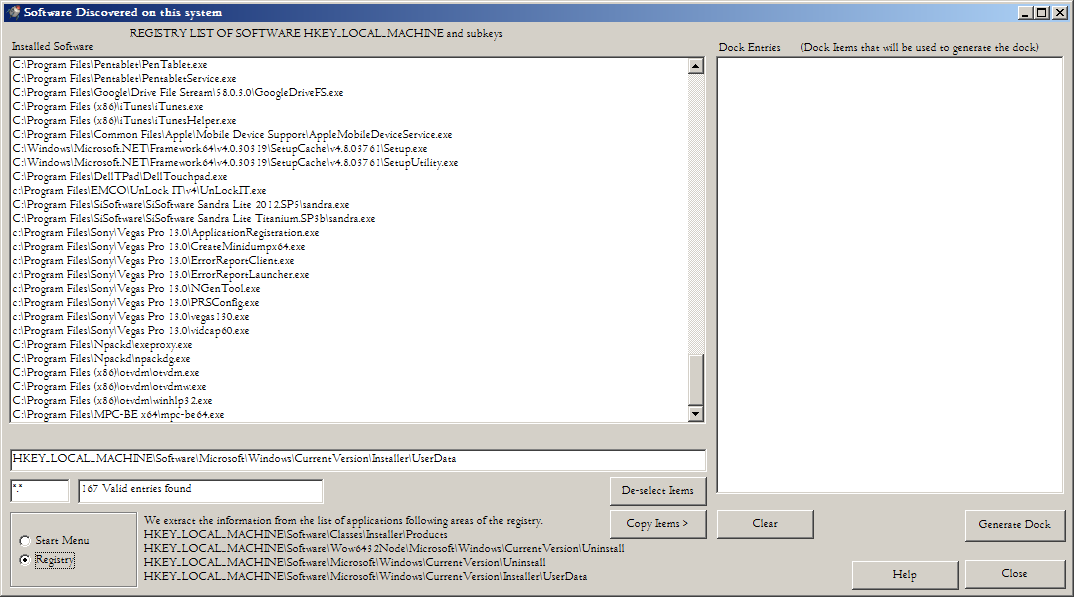 Software Discovered on this system
REGISTRY LIST OF SOFTWARE HKEY_LOCAL_MACHINE and subkeys
Installed Software
Dock Entries (Dock Items that will be used to generate the dock)
C:\Program Files\Pentablet\PenTablet.exe
C:\Program Files\Pentablet\PentabletService.exe
C:\Program Files\Google\Drive File Stream\58.0.3.0\GoogleDriveFS.exe
C:\Program Files (x86)\iTunes\iTunes.exe
C:\Program Files (x86)\iTunes\iTunesHelper.exe
C:\Program Files\Common Files\Apple\Mobile Device Support\AppleMobileDeviceService.exe
C:\Windows\Microsoft.NET\Framework64\v4.0.30319\SetupCache\v4.8.03761\Setup.exe
C:\Windows\Microsoft.NET\Framework64\v4.0.30319\SetupCache\v4.8.03761\SetupUtility.exe
C:\Program Files\DellTPad\DellTouchpad.exe
c:\Program Files\EMCO\UnLock IT\v4\UnLockIT.exe
C:\Program Files\SiSoftware\SiSoftware Sandra Lite 2012.SP5\sandra.exe
C:\Program Files\SiSoftware\SiSoftware Sandra Lite Titanium.SP3b\sandra.exe
c:\Program Files\Sony\Vegas Pro 13.0\ApplicationRegistration.exe
c:\Program Files\Sony\Vegas Pro 13.0\CreateMinidumpx64.exe
c:\Program Files\Sony\Vegas Pro 13.0\ErrorReportClient.exe
c:\Program Files\Sony\Vegas Pro 13.0\ErrorReportLauncher.exe
c:\Program Files\Sony\Vegas Pro 13.0\NGenTool.exe
c:\Program Files\Sony\Vegas Pro 13.0\PRSConfig.exe
c:\Program Files\Sony\Vegas Pro 13.0\vegas130.exe
c:\Program Files\Sony\Vegas Pro 13.0\vidcap60.exe
C:\Program Files\Npackd\exeproxy.exe
C:\Program Files\Npackd\npackdg.exe
C:\Program Files (x86)\otvdm\otvdm.exe
C:\Program Files (x86)\otvdm\otvdmw.exe
C:\Program Files (x86)\otvdm\winhlp32.exe
C:\Program Files\MPC-BE x64\mpc-be64.exe
HKEY_LOCAL_MACHINE\Software\Microsoft\Windows\CurrentVersion\Installer\UserData
*.*
167 Valid entries found
De-select Items
Start Menu
Registry
We extract the information from the list of applications following areas of the registry.
HKEY_LOCAL_MACHINE\Software\Classes\Installer\Products
HKEY_LOCAL_MACHINE\Software\Wow6432Node\Microsoft\Windows\CurrentVersion\Uninstall
HKEY_LOCAL_MACHINE\Software\Microsoft\Windows\CurrentVersion\Uninstall
HKEY_LOCAL_MACHINE\Software\Microsoft\Windows\CurrentVersion\Installer\UserData
Copy Items >
Clear
Generate Dock
Help
Close